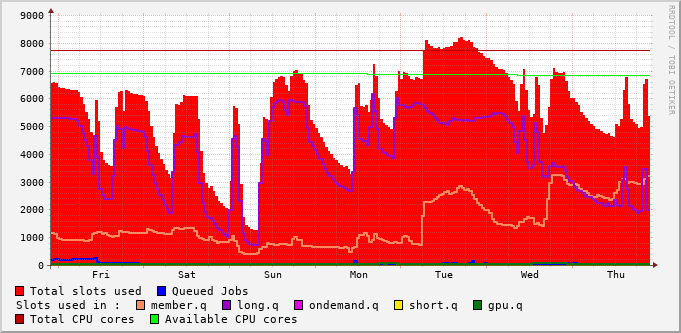 9000
8000
7000
6000
5000
4000
3000
2000
1000
0
Fri Sat Sun Mon Tue Wed Thu
RRDTOOL / TOBI OETIKER
Total slots used Queued Jobs
Slots used in : member.q long.q ondemand.q short.q gpu.q
Total CPU cores Available CPU cores